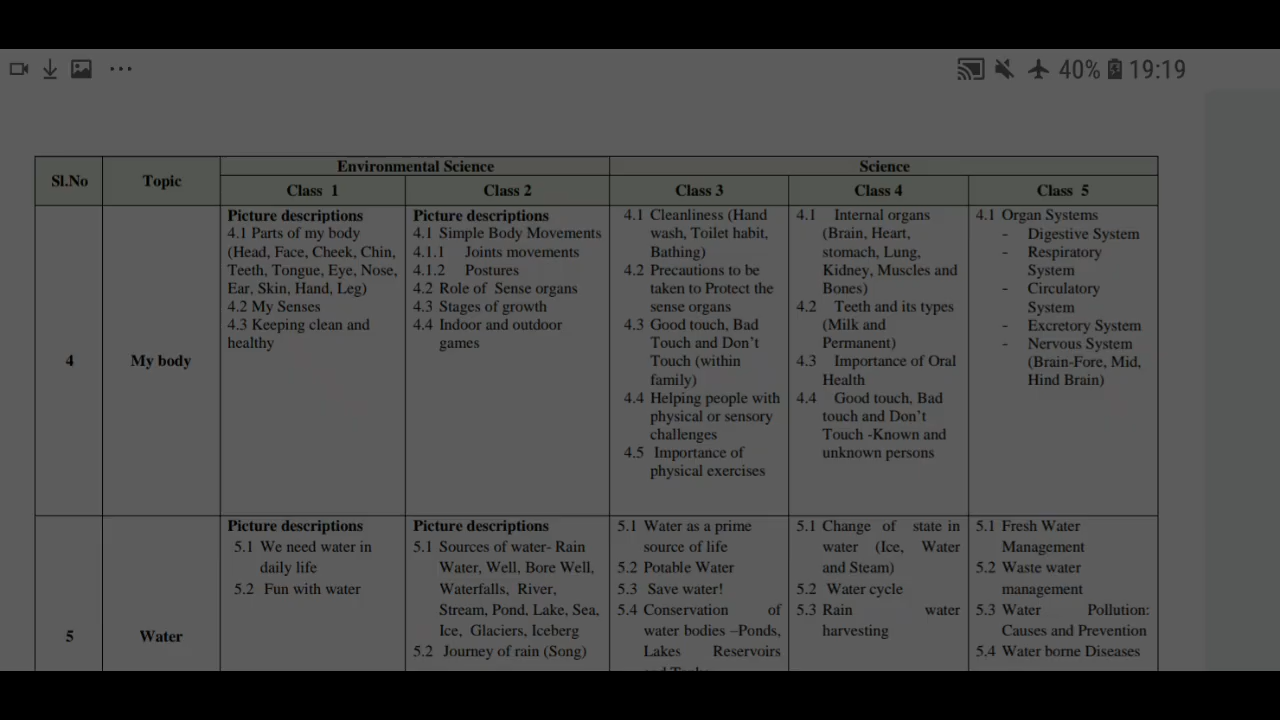 40% 19:19
Sl.No Topic Environmental Science Science
Class 1 Class 2 Class 3 Class 4 Class 5
4
My body
Picture descriptions
4.1 Parts of my body
(Head, Face, Cheek, Chin,
Teeth, Tongue, Eye, Nose,
Ear, Skin, Hand, Leg)
4.2 My Senses
4.3 Keeping clean and
healthy
Picture descriptions
4.1 Simple Body Movements
4.1.1 Joints movements
4.1.2 Postures
4.2 Role of Sense organs
4.3 Stages of growth
4.4 Indoor and outdoor
games
4.1 Cleanliness (Hand
wash, Toilet habit,
Bathing)
4.2 Precautions to be
taken to Protect the
sense organs
4.3 Good touch, Bad
Touch and Don't
Touch (within
family)
4.4 Helping people with
physical or sensory
challenges
4.5 Importance of
physical exercises
4.1 Internal organs
(Brain, Heart,
stomach, Lung,
Kidney, Muscles and
Bones)
4.2 Teeth and its types
(Milk and
Permanent)
4.3 Importance of Oral
Health
4.4 Good touch, Bad
touch and Don't
Touch -Known and
unknown persons
4.1 Organ Systems
- Digestive System
- Respiratory
System
- Circulatory
System
- Excretory System
- Nervous System
(Brain-Fore, Mid,
Hind Brain)
5
Water
Picture descriptions
5.1 We need water in
daily life
5.2 Fun with water
Picture descriptions
5.1 Sources of water- Rain
Water, Well, Bore Well,
Waterfalls, River,
Stream, Pond, Lake, Sea,
Ice, Glaciers, Iceberg
5.2 Journey of rain (Song)
5.1 Water as a prime
source of life
5.2 Potable Water
5.3 Save water!
5.4 Conservation of
water bodies –Ponds,
Lakes Reservoirs
5.1 Change of state in
water (Ice, Water
and Steam)
5.2 Water cycle
5.3 Rain water
harvesting
5.1 Fresh Water
Management
5.2 Waste water
management
5.3 Water Pollution:
Causes and Prevention
5.4 Water borne Diseases